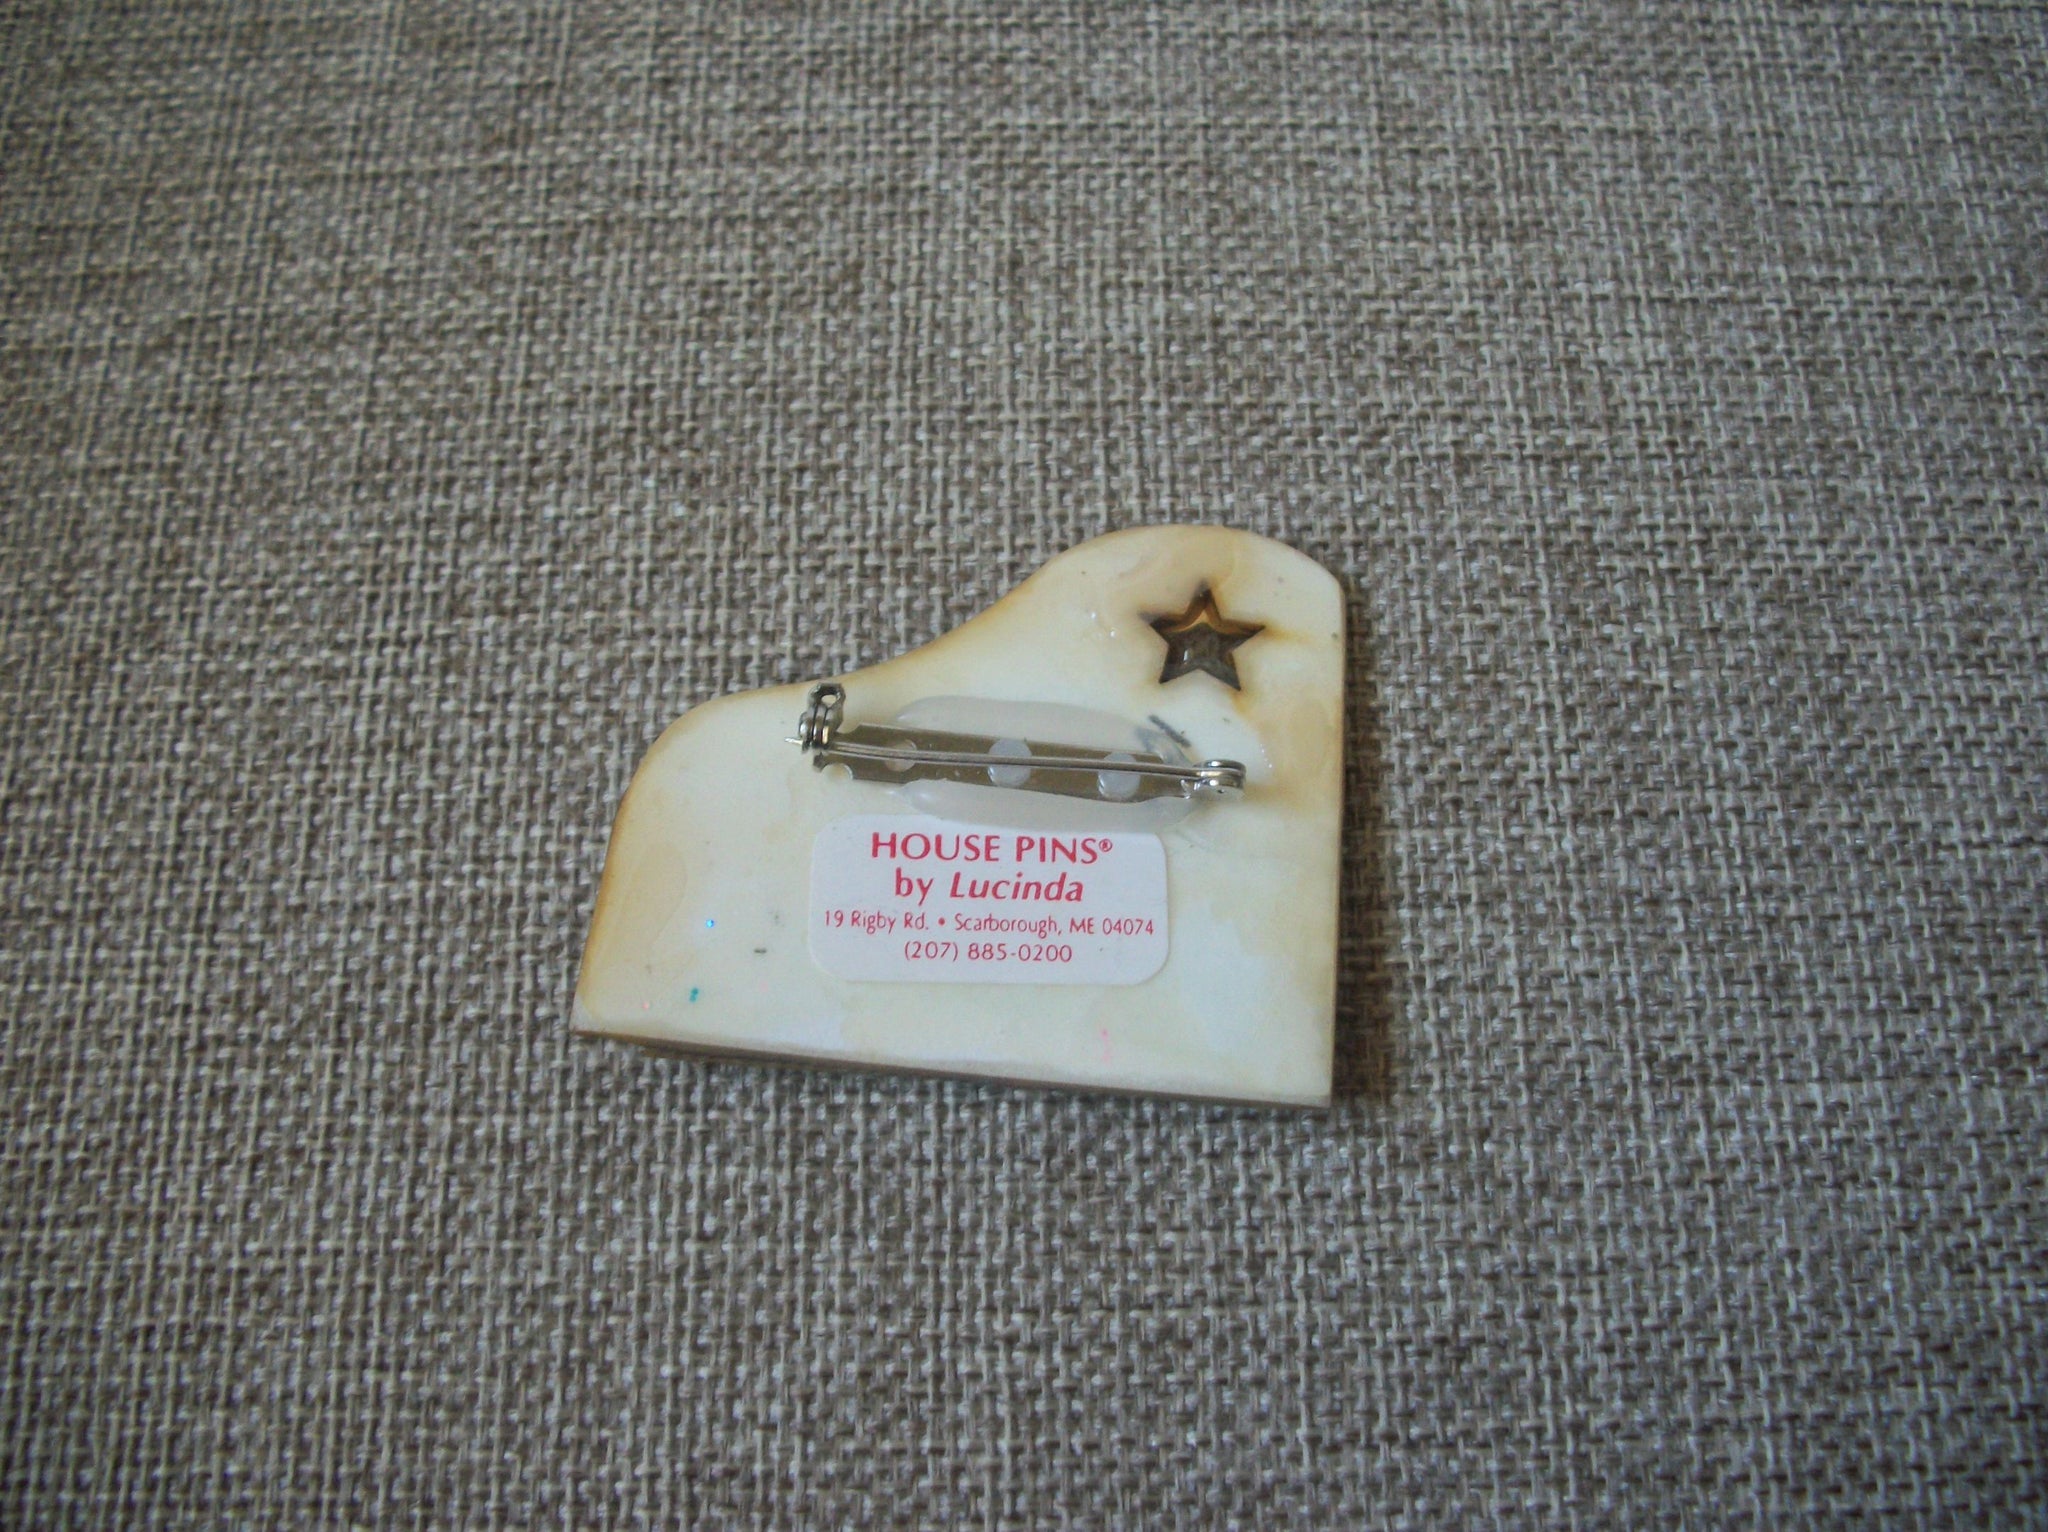 HOUSE PINS®
by Lucinda
19 Rigby Rd. • Scarborough, ME 04074
(207) 885-0200